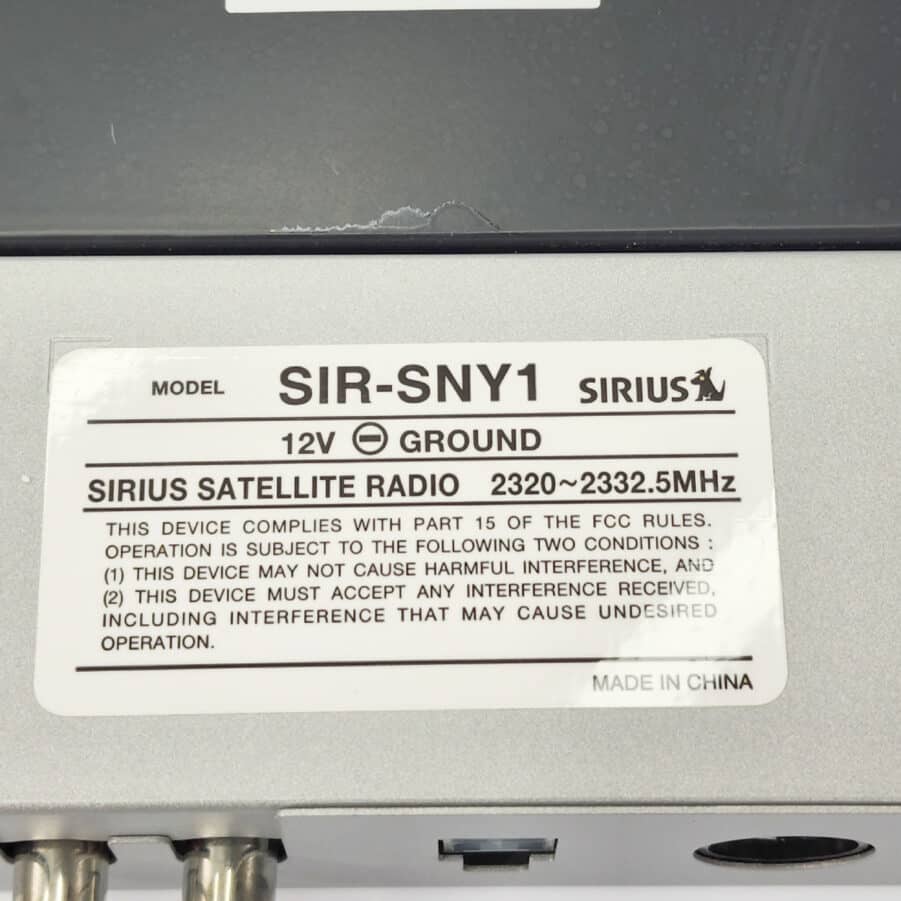 MODEL SIR-SNY1 SIRIUS
12V ⊖ GROUND
SIRIUS SATELLITE RADIO 2320~2332.5MHz
THIS DEVICE COMPLIES WITH PART 15 OF THE FCC RULES.
OPERATION IS SUBJECT TO THE FOLLOWING TWO CONDITIONS :
(1) THIS DEVICE MAY NOT CAUSE HARMFUL INTERFERENCE, AND
(2) THIS DEVICE MUST ACCEPT ANY INTERFERENCE RECEIVED,
INCLUDING INTERFERENCE THAT MAY CAUSE UNDESIRED
OPERATION.
MADE IN CHINA